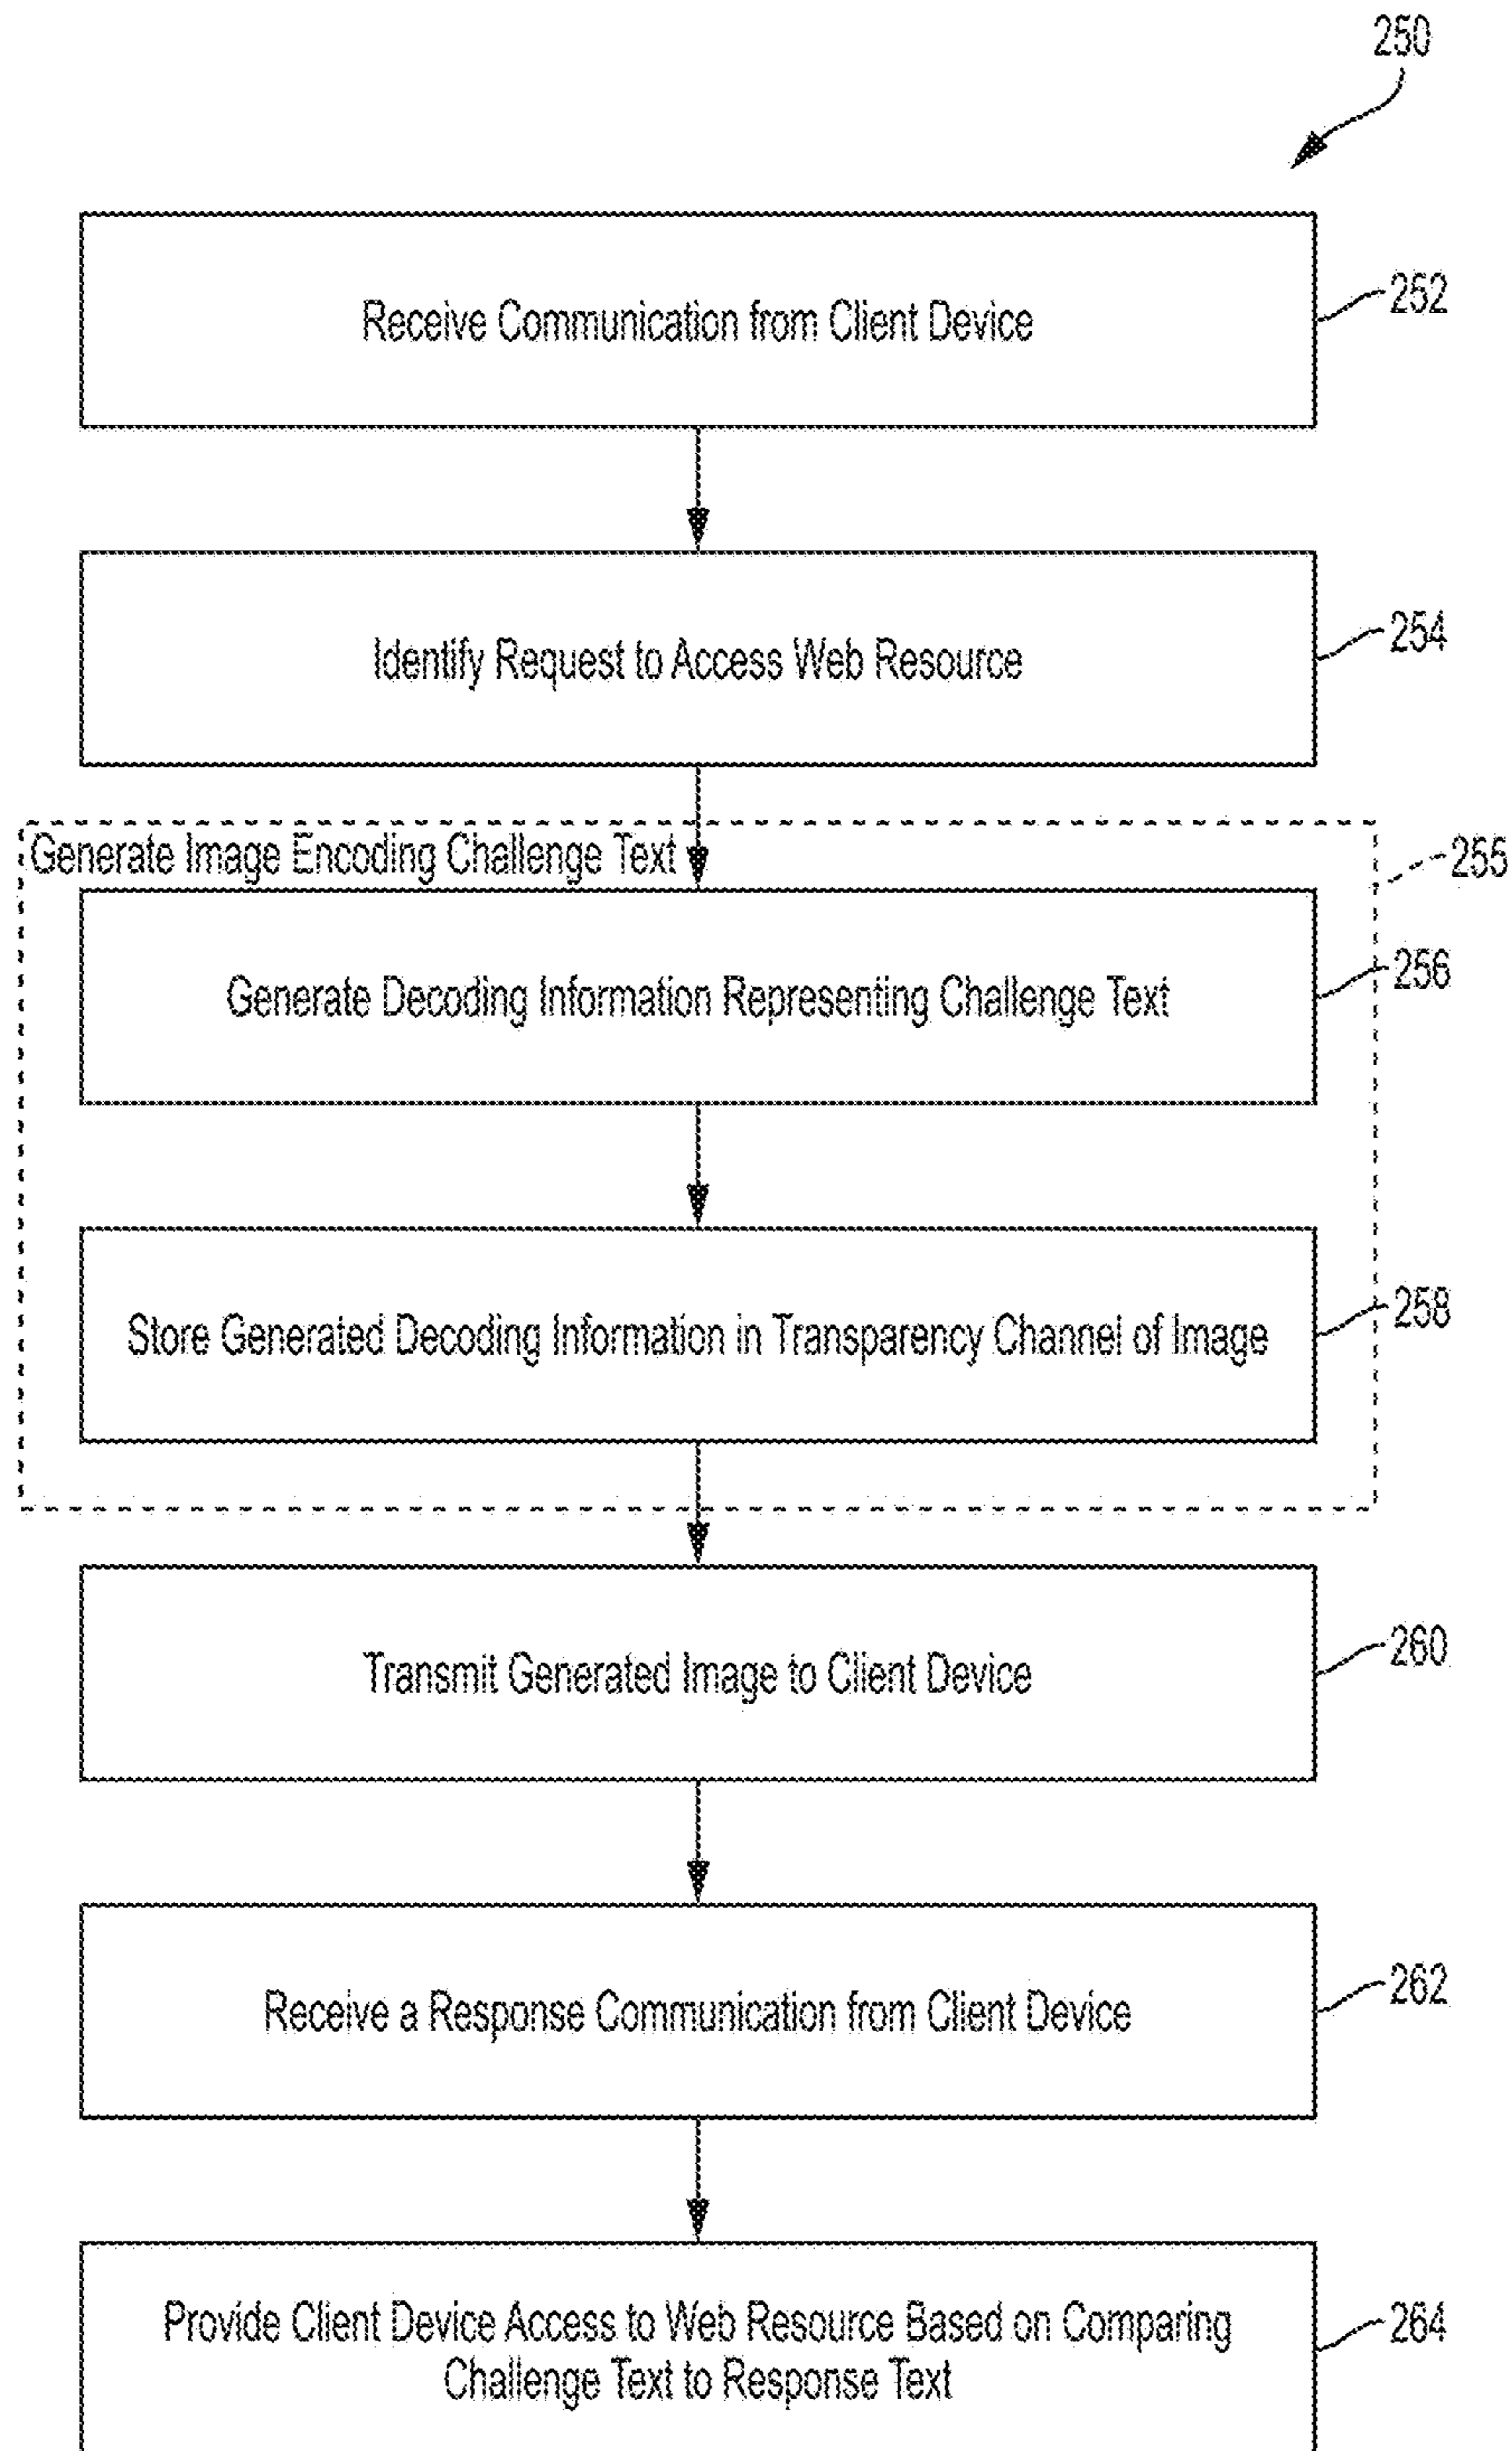 250
Receive Communication from Client Device
252
Identify Request to Access Web Resource
254
Generate Image Encoding Challenge Text
255
Generate Decoding Information Representing Challenge Text
256
Store Generated Decoding Information in Transparency Channel of Image
258
Transmit Generated Image to Client Device
260
Receive a Response Communication from Client Device
262
Provide Client Device Access to Web Resource Based on Comparing
Challenge Text to Response Text
264